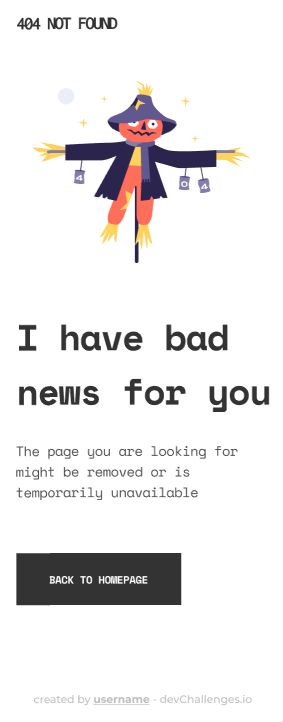 404 NOT FOUND
4
0
4
I have bad
news for you
The page you are looking for
might be removed or is
temporarily unavailable
BACK TO HOMEPAGE
created by username - devChallenges.io